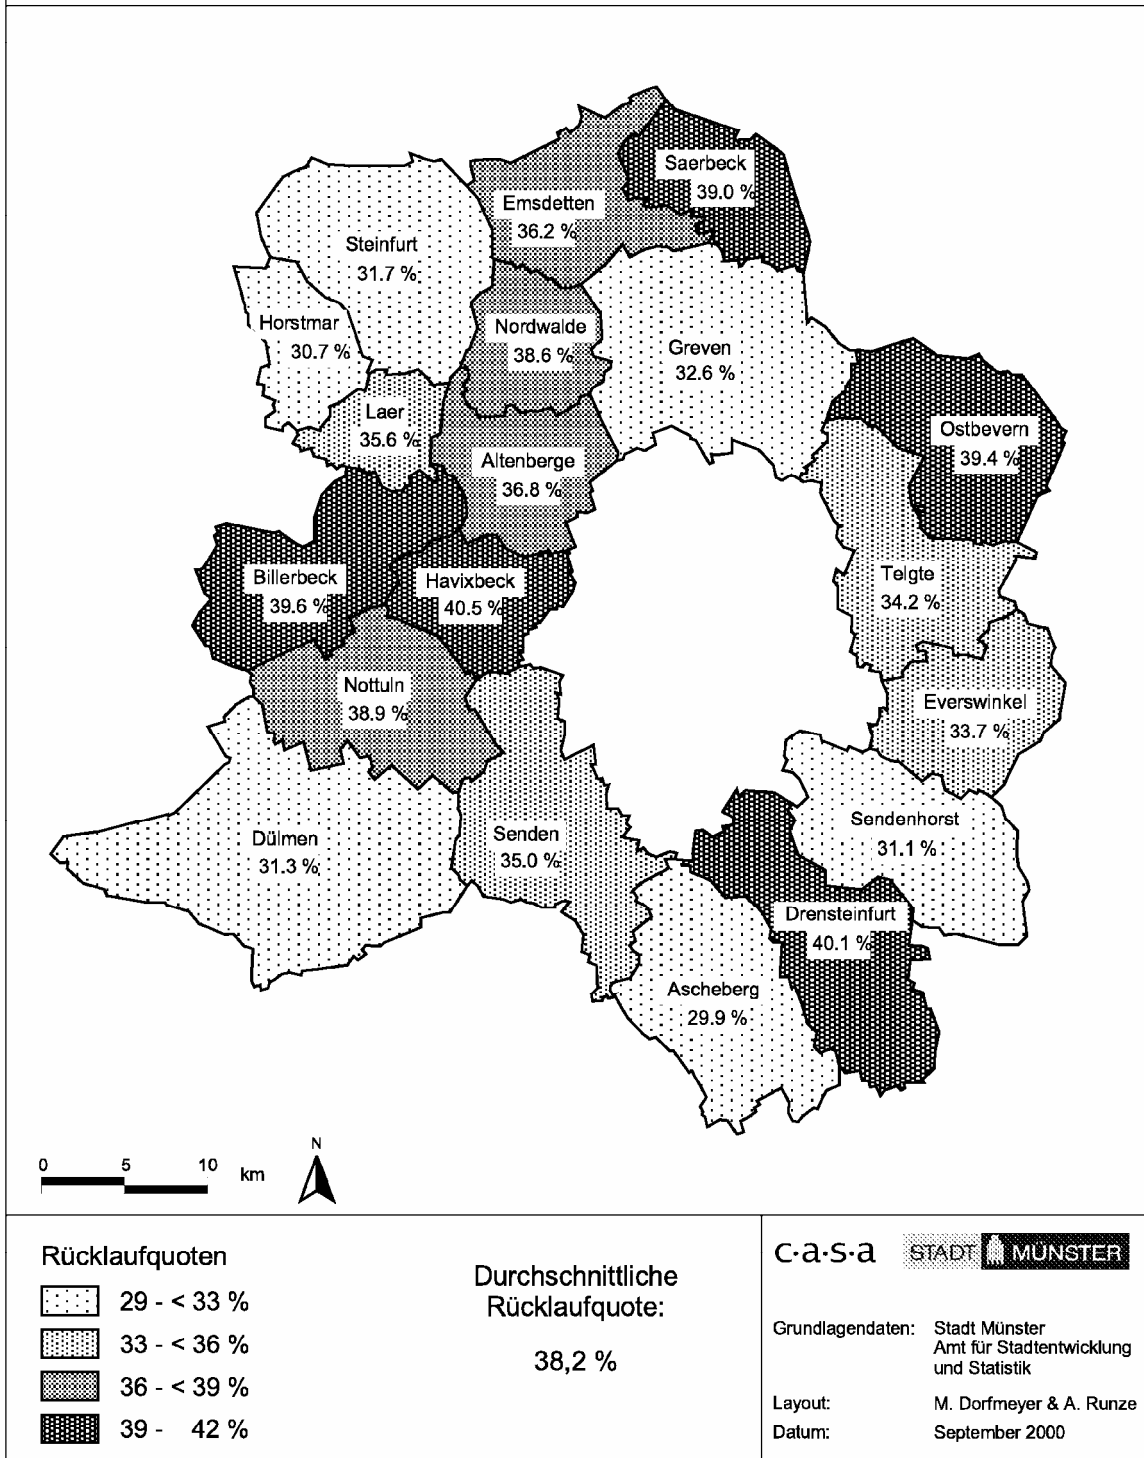 Saerbeck
39.0 %
Emsdetten
36.2 %
Steinfurt
31.7 %
Horstmar
30.7 %
Nordwalde
38.6 %
Greven
32.6 %
Laer
35.6 %
Ostbevern
39.4 %
Altenberge
36.8 %
Billerbeck
39.6 %
Havixbeck
40.5 %
Telgte
34.2 %
Nottuln
38.9 %
Everswinkel
33.7 %
Dülmen
31.3 %
Senden
35.0 %
Sendenhorst
31.1 %
Drensteinfurt
40.1 %
Ascheberg
29.9 %
N
0 5 10 km
Rücklaufquoten
29 - < 33 %
33 - < 36 %
36 - < 39 %
39 - 42 %
Durchschnittliche
Rücklaufquote:
38,2 %
c·a·s·a STADT MÜNSTER
Grundlagendaten: Stadt Münster
Amt für Stadtentwicklung
und Statistik
Layout: M. Dorfmeyer & A. Runze
Datum: September 2000